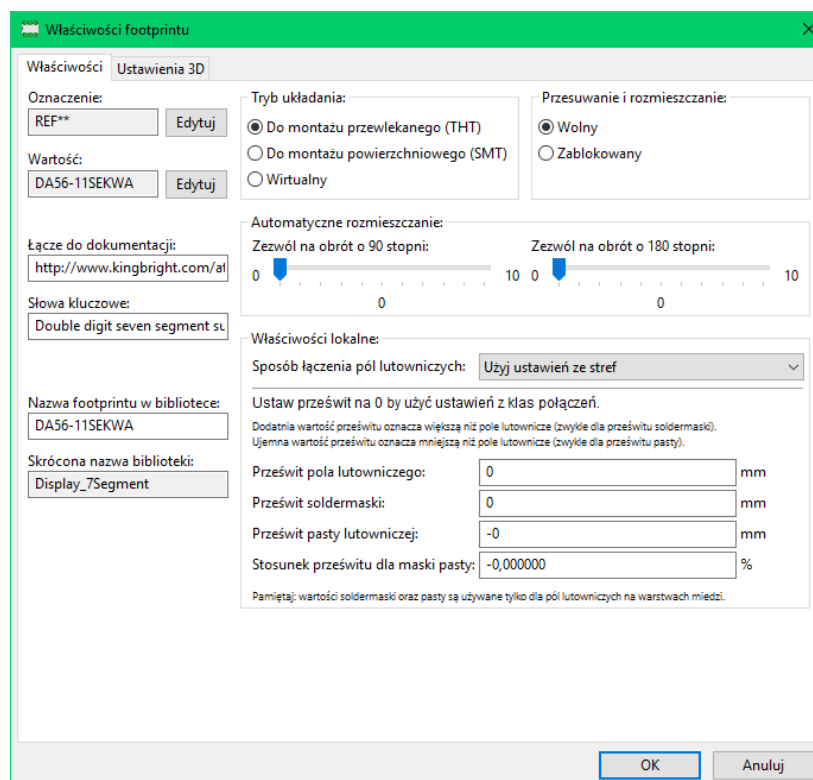 Właściwości footprintu
Właściwości
Ustawienia 3D
Oznaczenie:
REF**
Edytuj
Wartość:
DA56-11SEKWA
Edytuj
Łącze do dokumentacji:
http://www.kingbright.com/at
Słowa kluczowe:
Double digit seven segment su
Nazwa footprintu w bibliotece:
DA56-11SEKWA
Skrócona nazwa biblioteki:
Display_7Segment
Tryb układania:
Do montażu przewlekanego (THT)
Do montażu powierzchniowego (SMT)
Wirtualny
Przesuwanie i rozmieszczanie:
Wolny
Zablokowany
Automatyczne rozmieszczanie:
Zezwól na obrót o 90 stopni:
0
10
0
Zezwól na obrót o 180 stopni:
0
10
0
Właściwości lokalne:
Sposób łączenia pól lutowniczych:
Użyj ustawień ze stref
Ustaw prześwit na 0 by użyć ustawień z klas połączeń.
Dodatnia wartość prześwitu oznacza większą niż pole lutownicze (zwykle dla prześwitu soldermaski).
Ujemna wartość prześwitu oznacza mniejszą niż pole lutownicze (zwykle dla prześwitu pasty).
Prześwit pola lutowniczego:
0
mm
Prześwit soldermaski:
0
mm
Prześwit pasty lutowniczej:
-0
mm
Stosunek prześwitu dla maski pasty:
-0,000000
%
Pamiętaj: wartości soldermaski oraz pasty są używane tylko dla pól lutowniczych na warstwach miedzi.
OK
Anuluj